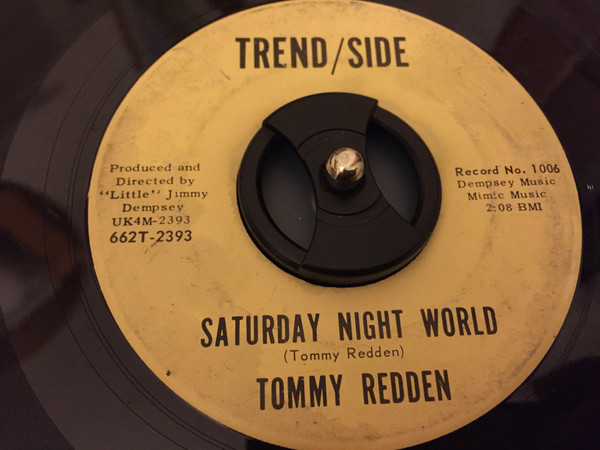 TREND/SIDE
Produced and
Directed by
"Little" Jimmy
Dempsey
UK4M-2393
662T-2393
Record No. 1006
Dempsey Music
Mimic Music
2:08 BMI
SATURDAY NIGHT WORLD
(Tommy Redden)
TOMMY REDDEN